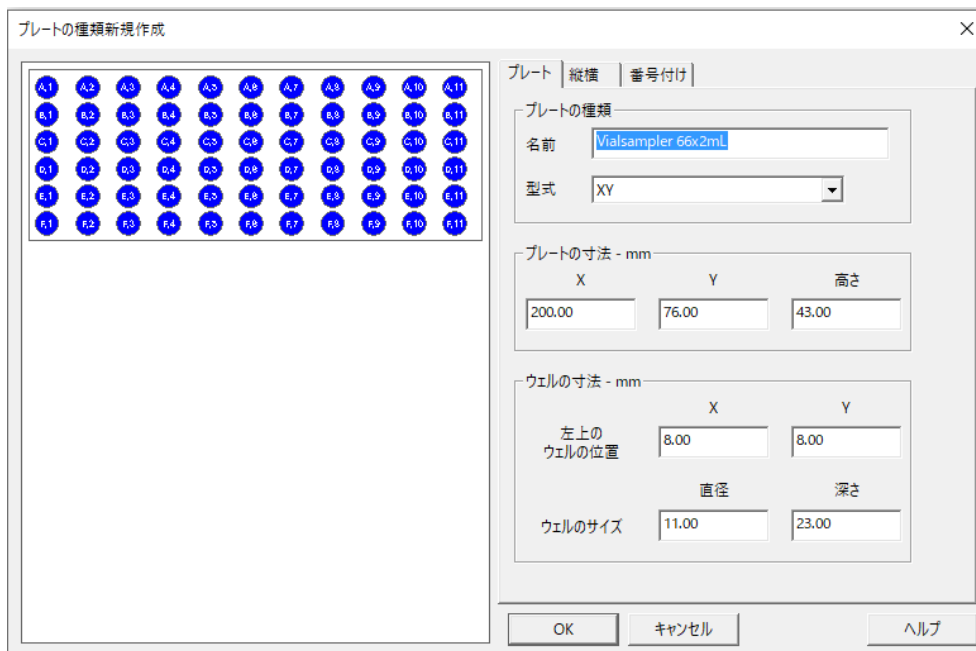 プレートの種類新規作成
A,1 A,2 A,3 A,4 A,5 A,6 A,7 A,8 A,9 A,10 A,11
B,1 B,2 B,3 B,4 B,5 B,6 B,7 B,8 B,9 B,10 B,11
C,1 C,2 C,3 C,4 C,5 C,6 C,7 C,8 C,9 C,10 C,11
D,1 D,2 D,3 D,4 D,5 D,6 D,7 D,8 D,9 D,10 D,11
E,1 E,2 E,3 E,4 E,5 E,6 E,7 E,8 E,9 E,10 E,11
F,1 F,2 F,3 F,4 F,5 F,6 F,7 F,8 F,9 F,10 F,11
プレート 縦横 番号付け
プレートの種類
名前 Vialsampler 66x2mL
型式 XY
プレートの寸法 - mm
X Y 高さ
200.00 76.00 43.00
ウェルの寸法 - mm
X Y
左上の
ウェルの位置 8.00 8.00
直径 深さ
ウェルのサイズ 11.00 23.00
OK キャンセル ヘルプ